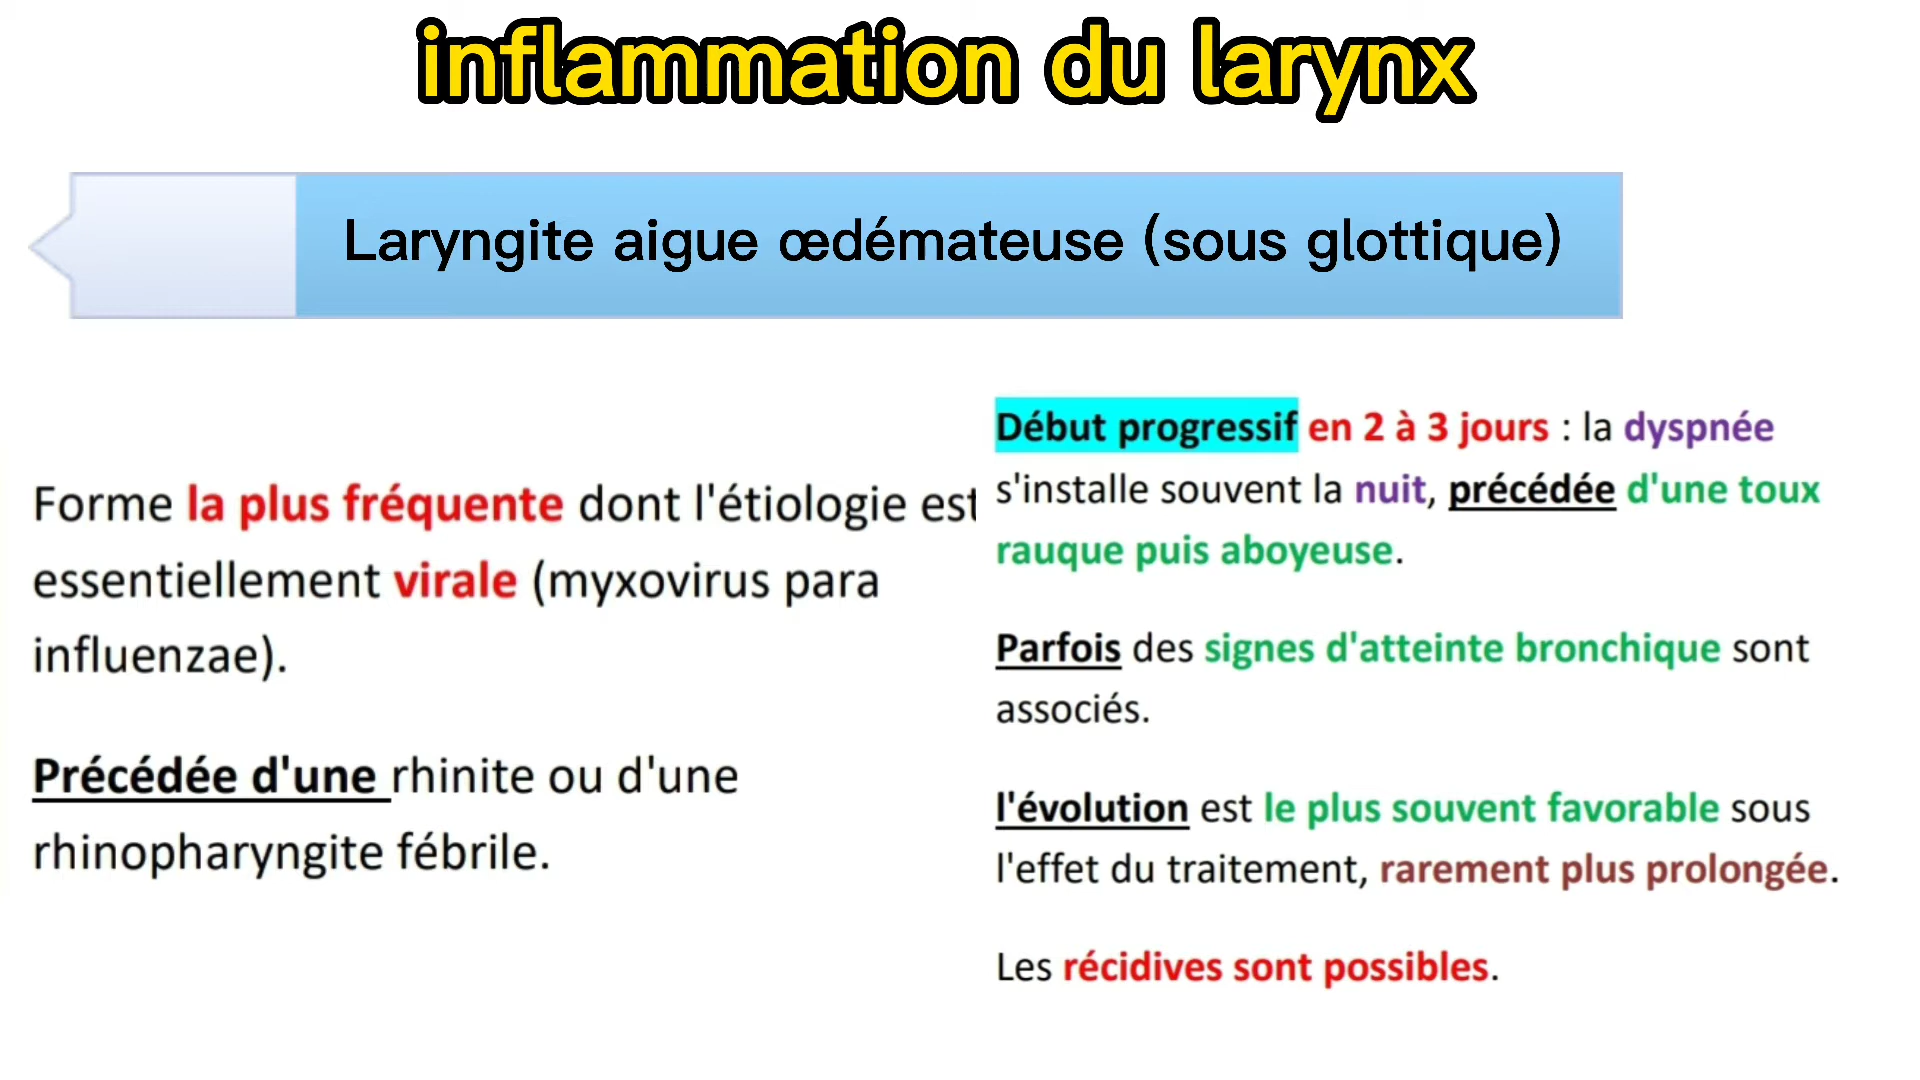 inflammation du larynx
Laryngite aigue œdémateuse (sous glottique)
Forme la plus fréquente dont l'étiologie est
essentiellement virale (myxovirus para
influenzae).
Précédée d'une rhinite ou d'une
rhinopharyngite fébrile.
Début progressif en 2 à 3 jours : la dyspnée
s'installe souvent la nuit, précédée d'une toux
rauque puis aboyeuse.
Parfois des signes d'atteinte bronchique sont
associés.
l'évolution est le plus souvent favorable sous
l'effet du traitement, rarement plus prolongée.
Les récidives sont possibles.